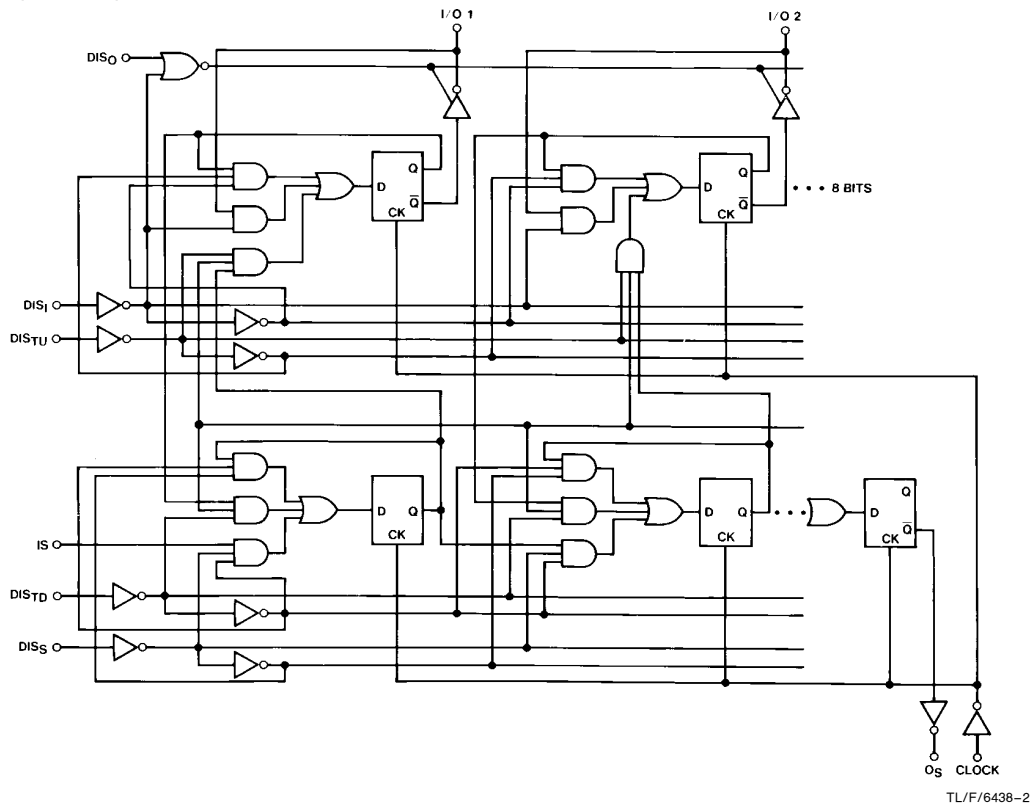 I/O 1
I/O 2
DISO
D
Q
Q̅
CK
D
Q
Q̅
CK
• • • 8 BITS
DISI
DISTU
D
CK
D
Q
CK
• • •
D
Q
Q̅
CK
IS
DISTD
DISS
OS
CLOCK
TL/F/6438–2